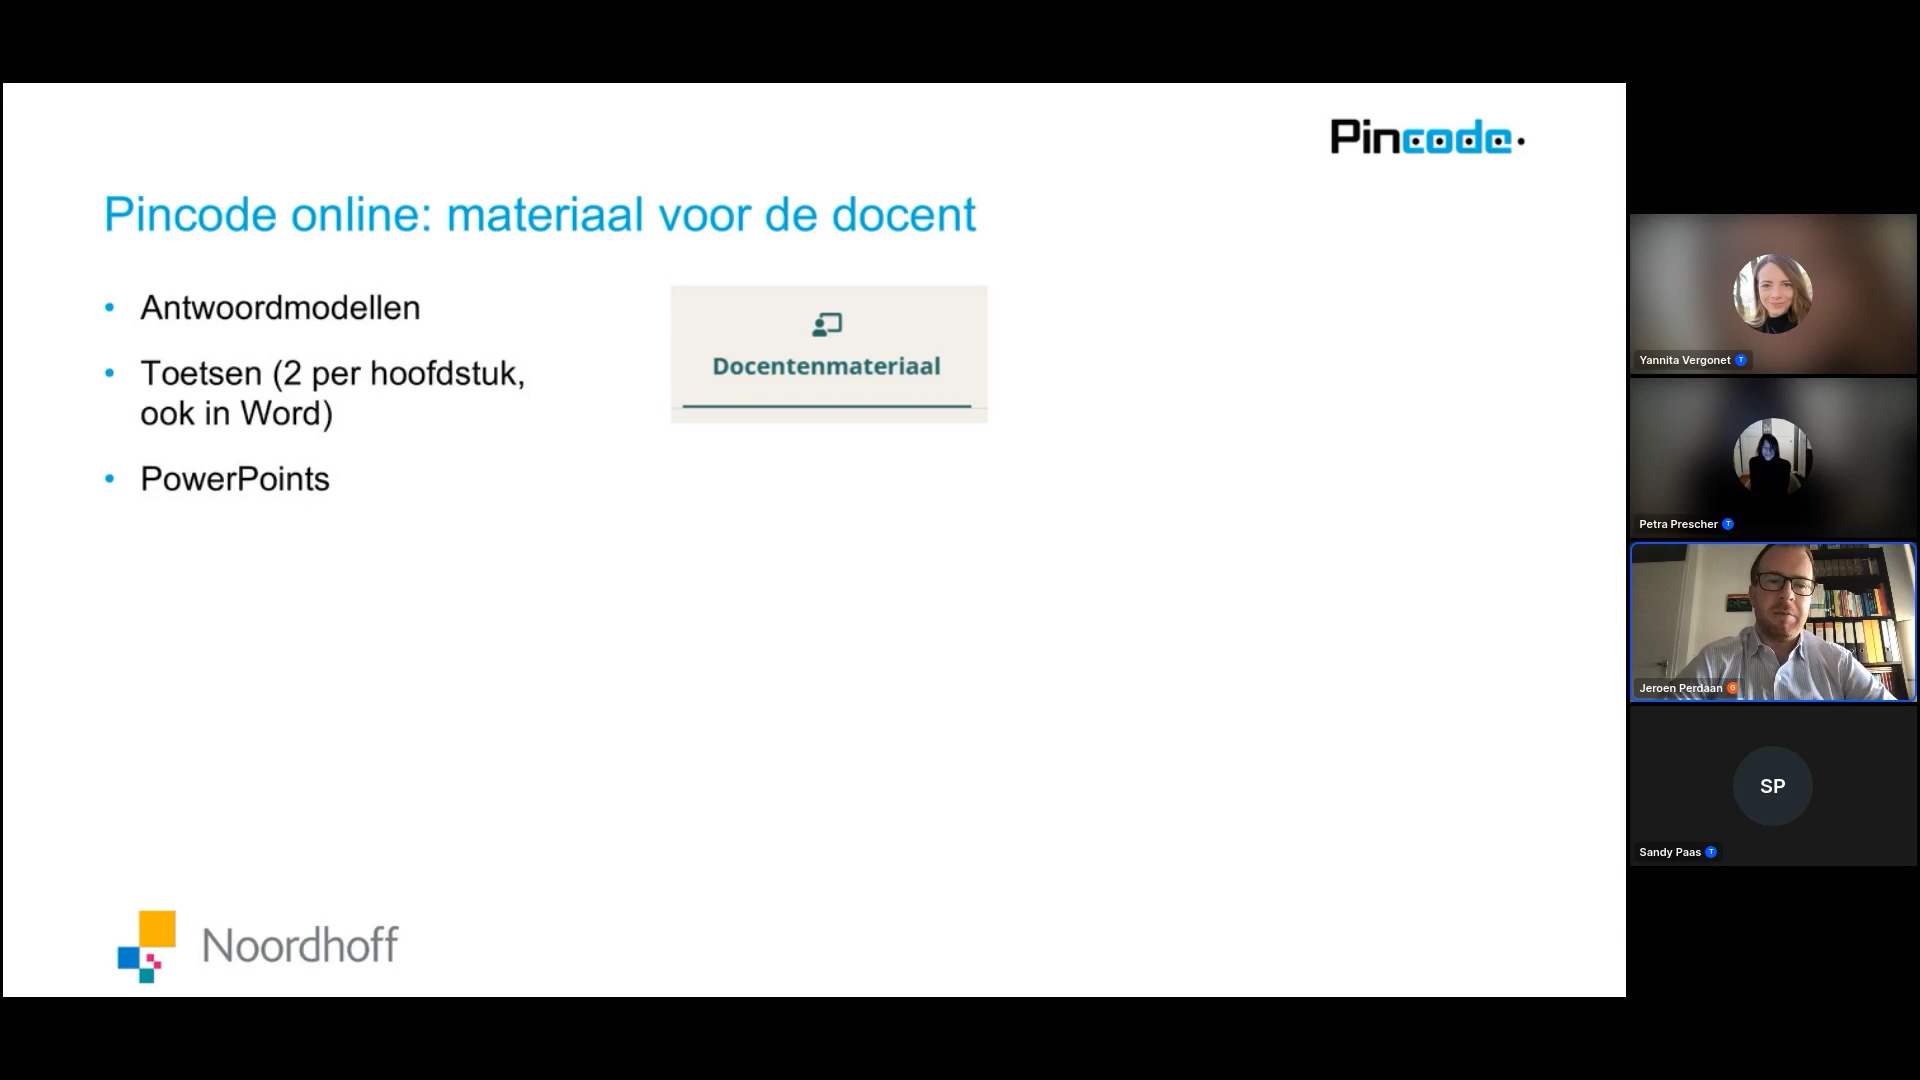 Pincode
Pincode online: materiaal voor de docent
• Antwoordmodellen
• Toetsen (2 per hoofdstuk,
ook in Word)
• PowerPoints
Docentenmateriaal
Noordhoff
Yannita Vergonet T
Petra Prescher T
Jeroen Perdaan G
SP
Sandy Paas T